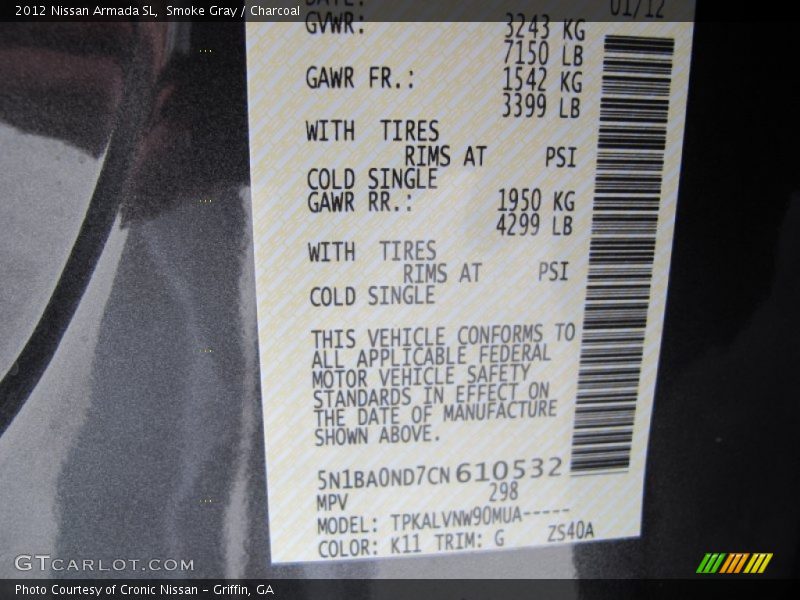 2012 Nissan Armada SL, Smoke Gray / Charcoal
01/12
GVWR: 3243 KG
7150 LB
GAWR FR.: 1542 KG
3399 LB
WITH TIRES
RIMS AT PSI
COLD SINGLE
GAWR RR.: 1950 KG
4299 LB
WITH TIRES
RIMS AT PSI
COLD SINGLE
THIS VEHICLE CONFORMS TO
ALL APPLICABLE FEDERAL
MOTOR VEHICLE SAFETY
STANDARDS IN EFFECT ON
THE DATE OF MANUFACTURE
SHOWN ABOVE.
5N1BA0ND7CN610532
MPV 298
MODEL: TPKALVNW90MUA-----
COLOR: K11 TRIM: G ZS40A
GTCARLOT.COM
Photo Courtesy of Cronic Nissan - Griffin, GA